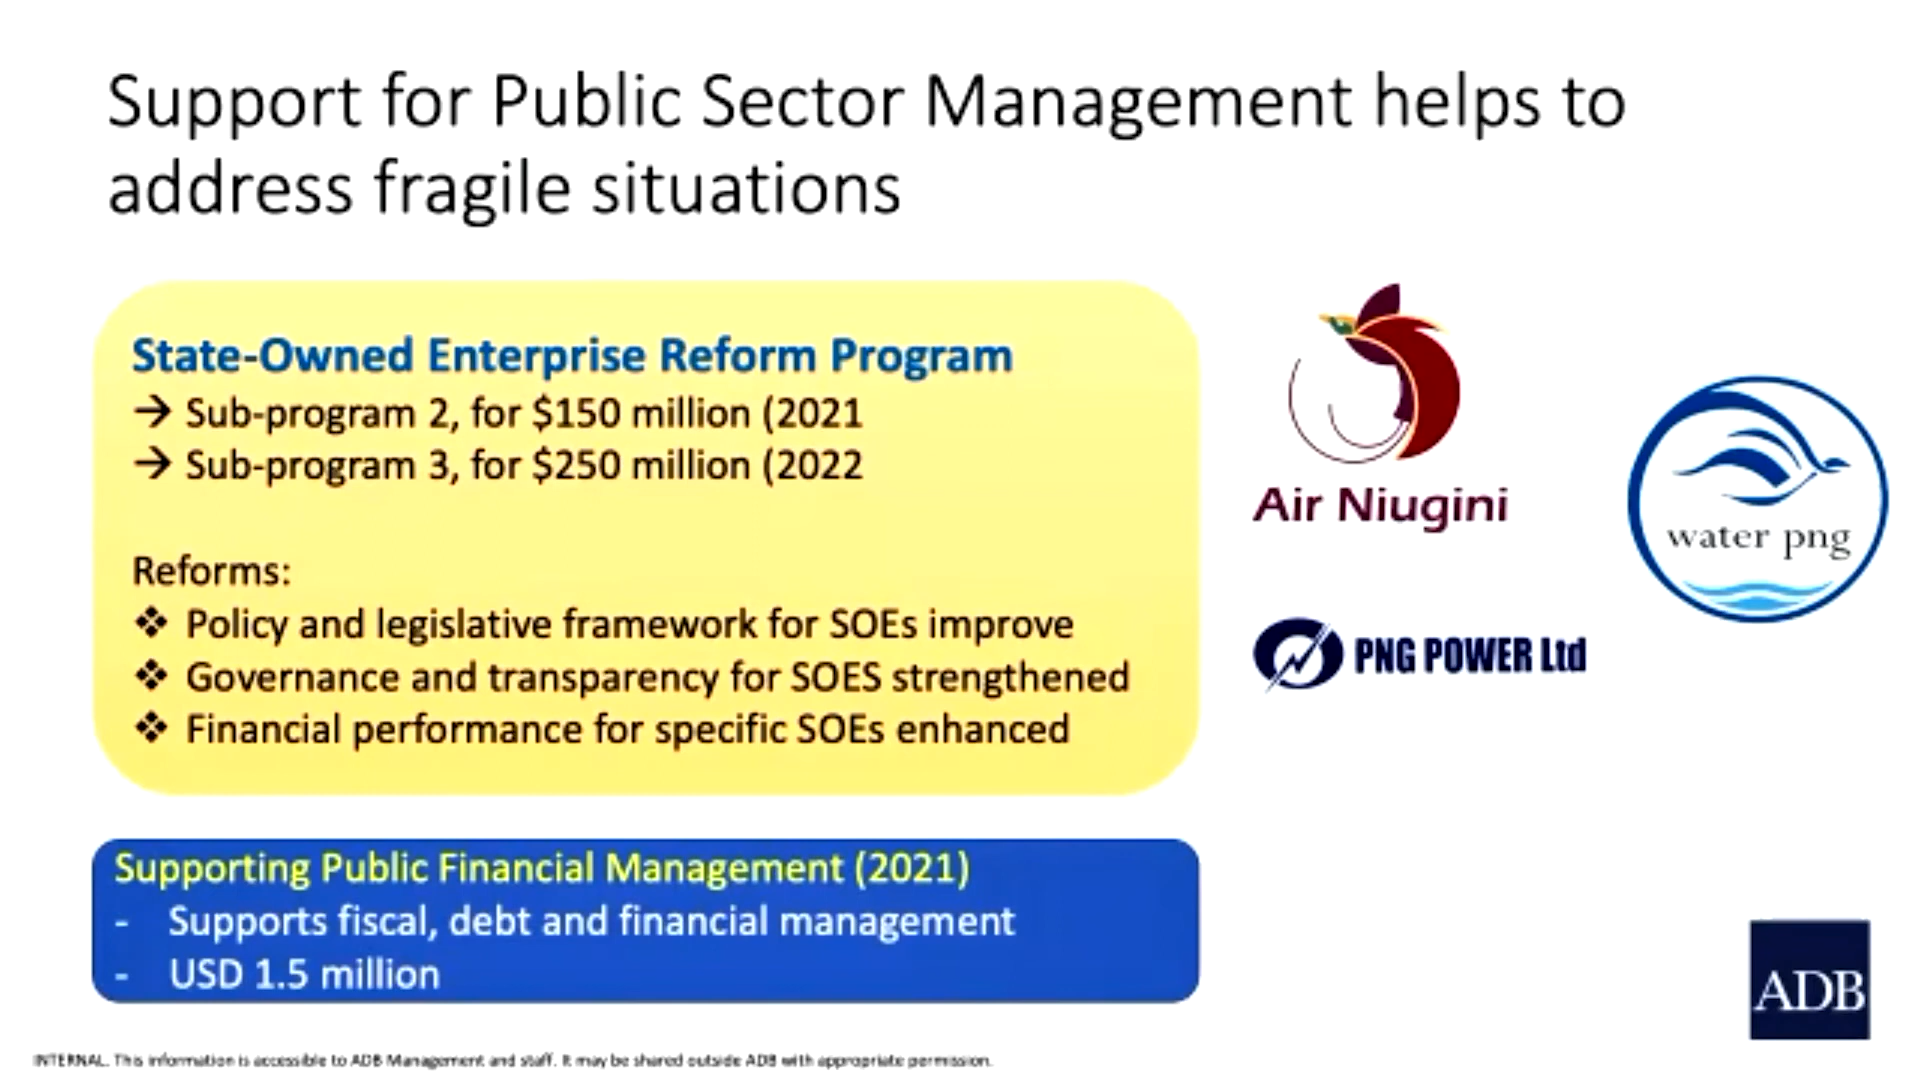 Support for Public Sector Management helps to
address fragile situations
State-Owned Enterprise Reform Program
→ Sub-program 2, for $150 million (2021
→ Sub-program 3, for $250 million (2022
Reforms:
❖ Policy and legislative framework for SOEs improve
❖ Governance and transparency for SOES strengthened
❖ Financial performance for specific SOEs enhanced
Air Niugini
water png
PNG POWER Ltd
Supporting Public Financial Management (2021)
- Supports fiscal, debt and financial management
- USD 1.5 million
ADB
INTERNAL. This information is accessible to ADB Management and staff. It may be shared outside ADB with appropriate permission.